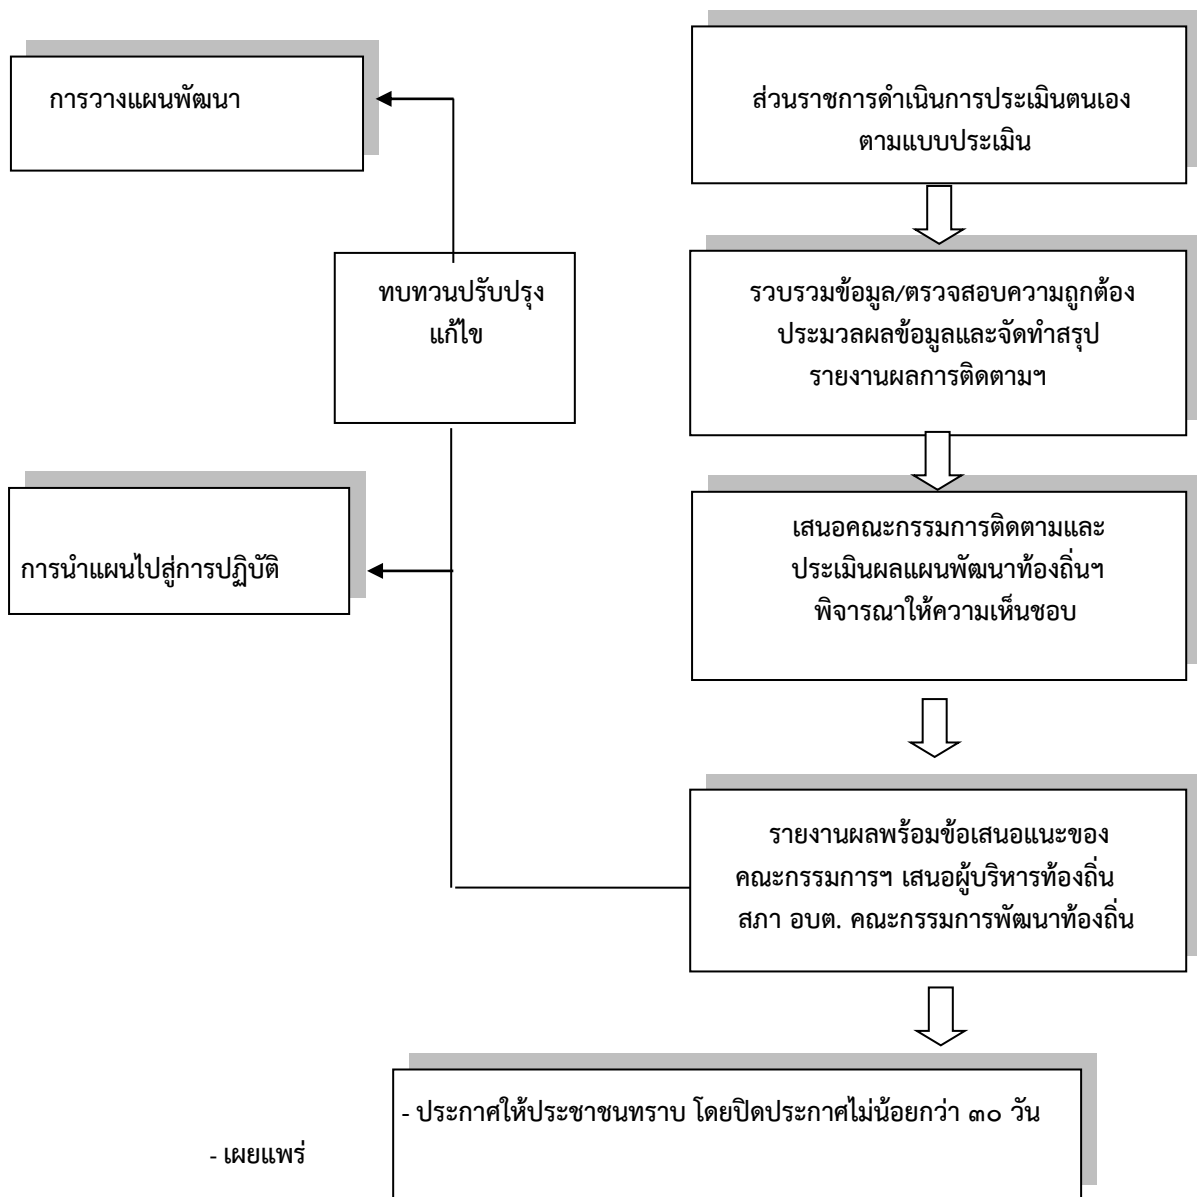 การวางแผนพัฒนา
ส่วนราชการดำเนินการประเมินตนเอง
ตามแบบประเมิน
ทบทวนปรับปรุง
แก้ไข
รวบรวมข้อมูล/ตรวจสอบความถูกต้อง
ประมวลผลข้อมูลและจัดทำสรุป
รายงานผลการติดตามฯ
การนำแผนไปสู่การปฏิบัติ
เสนอคณะกรรมการติดตามและ
ประเมินผลแผนพัฒนาท้องถิ่นฯ
พิจารณาให้ความเห็นชอบ
รายงานผลพร้อมข้อเสนอแนะของ
คณะกรรมการฯ เสนอผู้บริหารท้องถิ่น
สภา อบต. คณะกรรมการพัฒนาท้องถิ่น
- ประกาศให้ประชาชนทราบ โดยปิดประกาศไม่น้อยกว่า ๓๐ วัน
- เผยแพร่